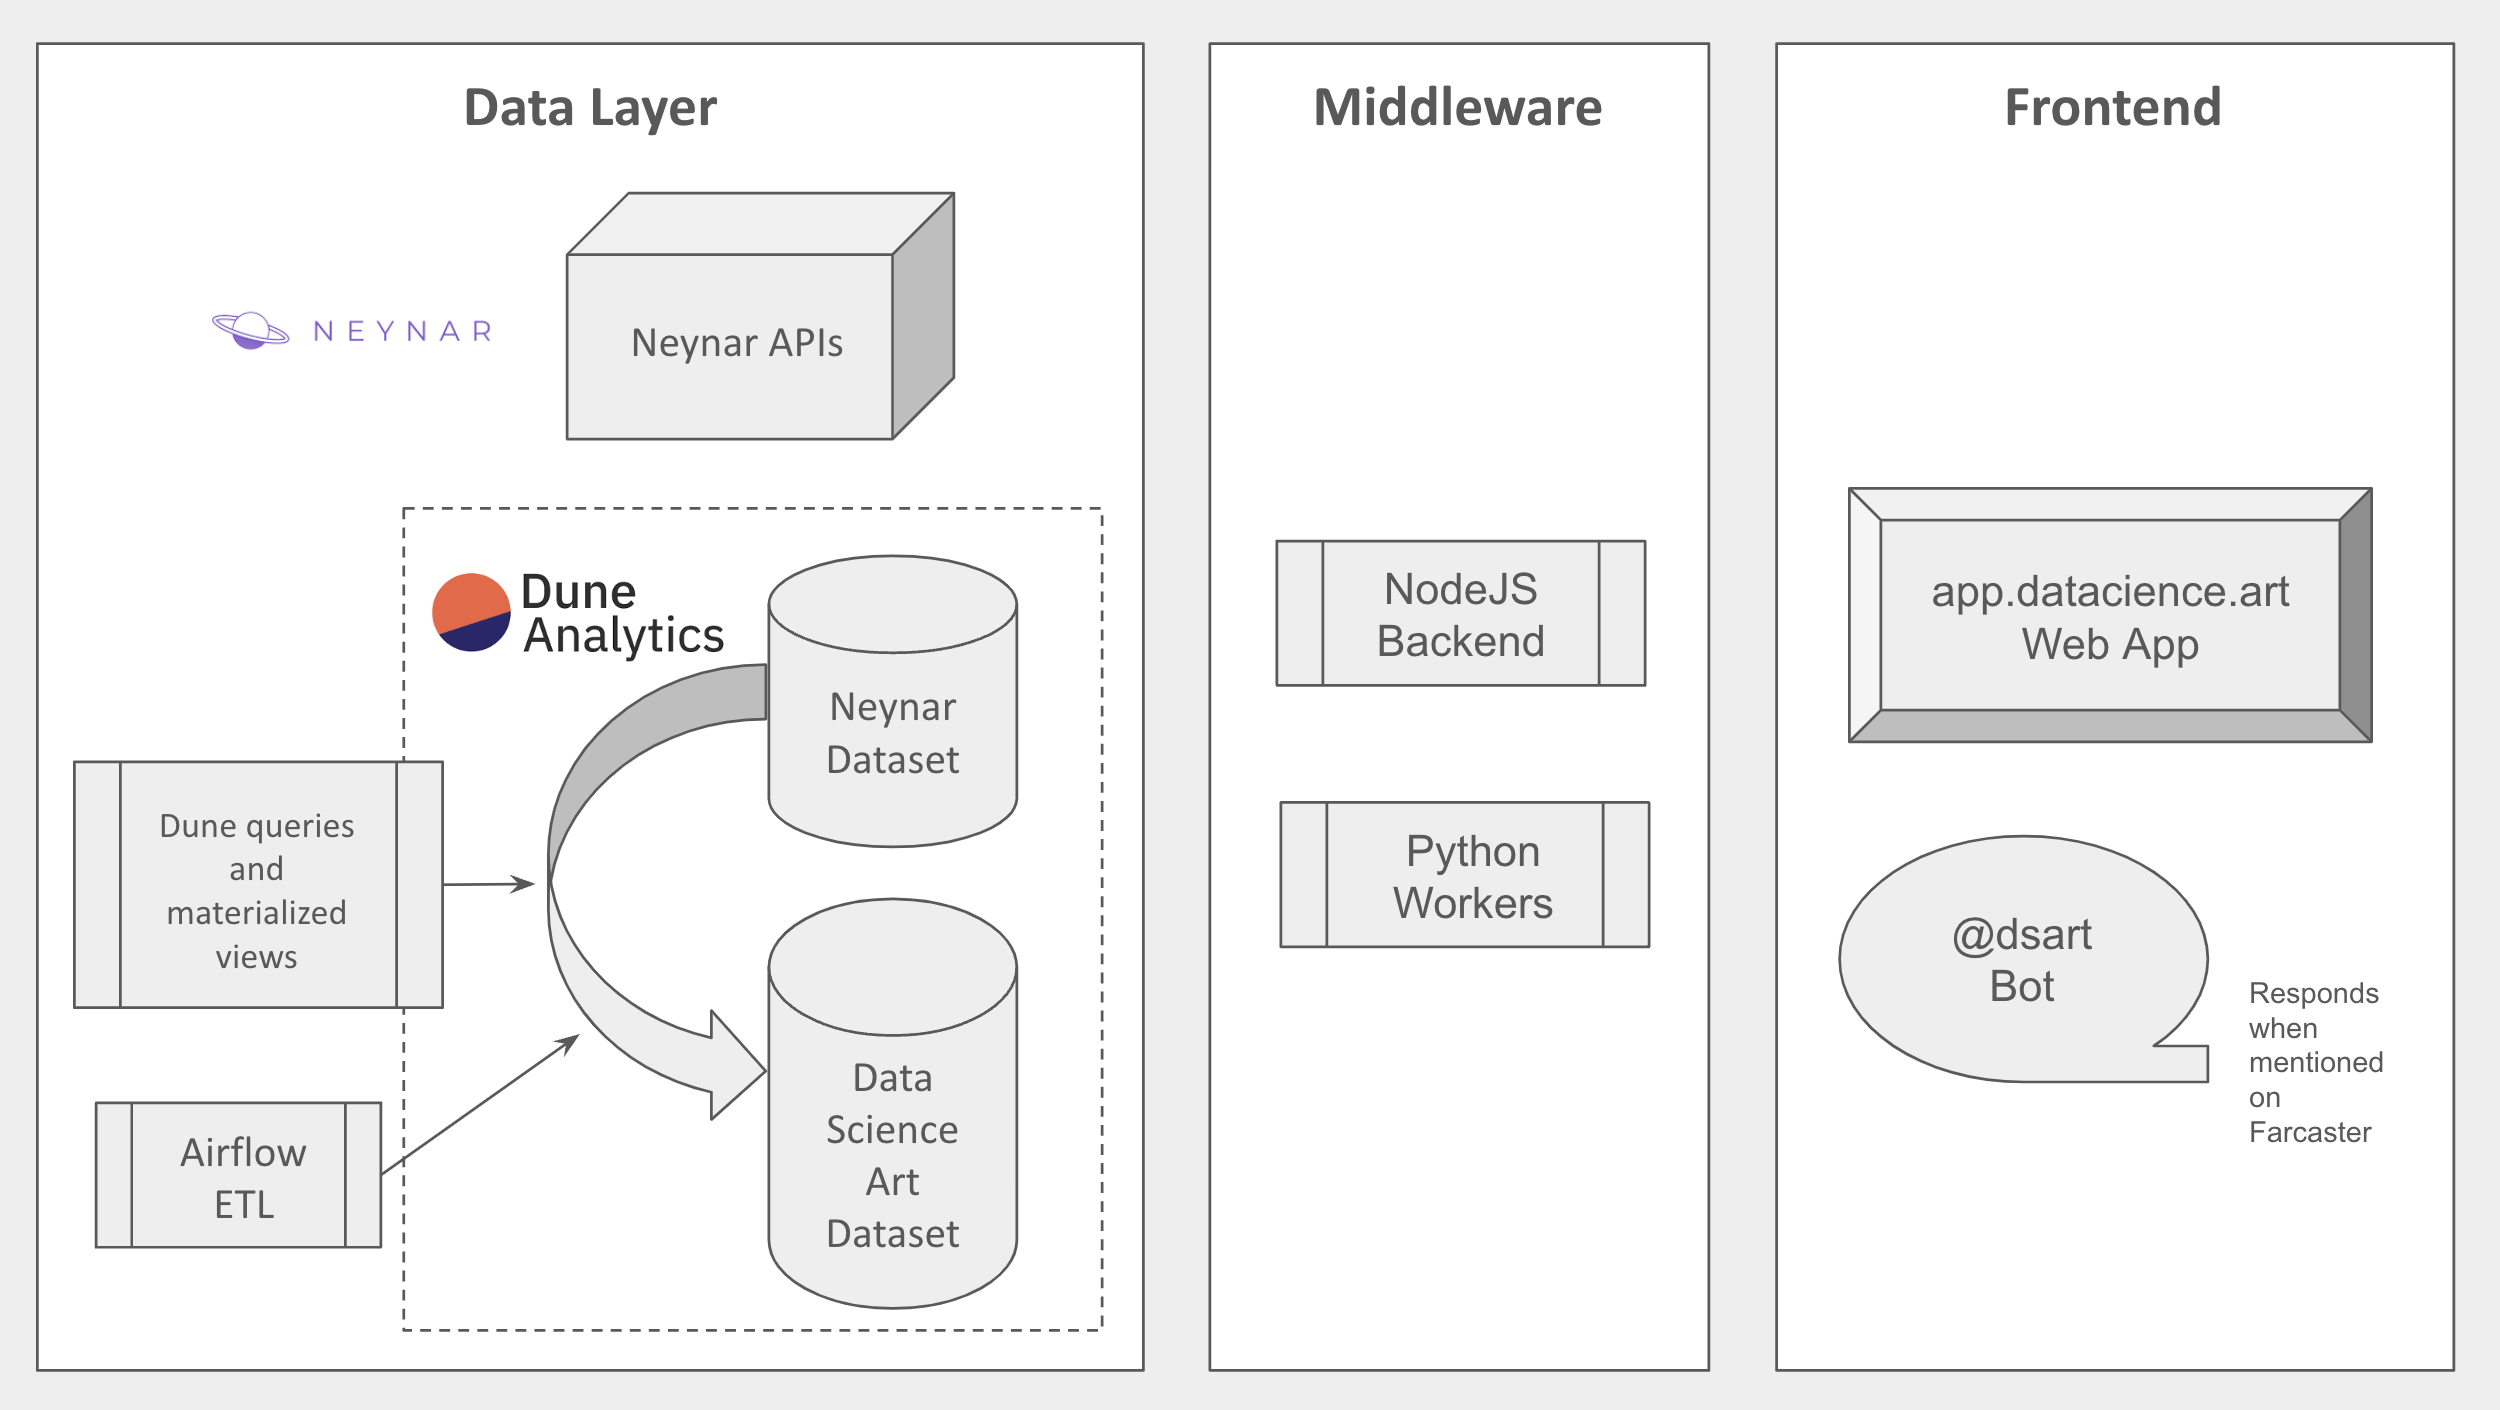 Data Layer
NEYNAR
Neynar APIs
Dune
Analytics
Neynar
Dataset
Dune queries
and
materialized
views
Airflow
ETL
Data
Science
Art
Dataset
Middleware
NodeJS
Backend
Python
Workers
Frontend
app.datacience.art
Web App
@dsart
Bot
Responds
when
mentioned
on
Farcaster